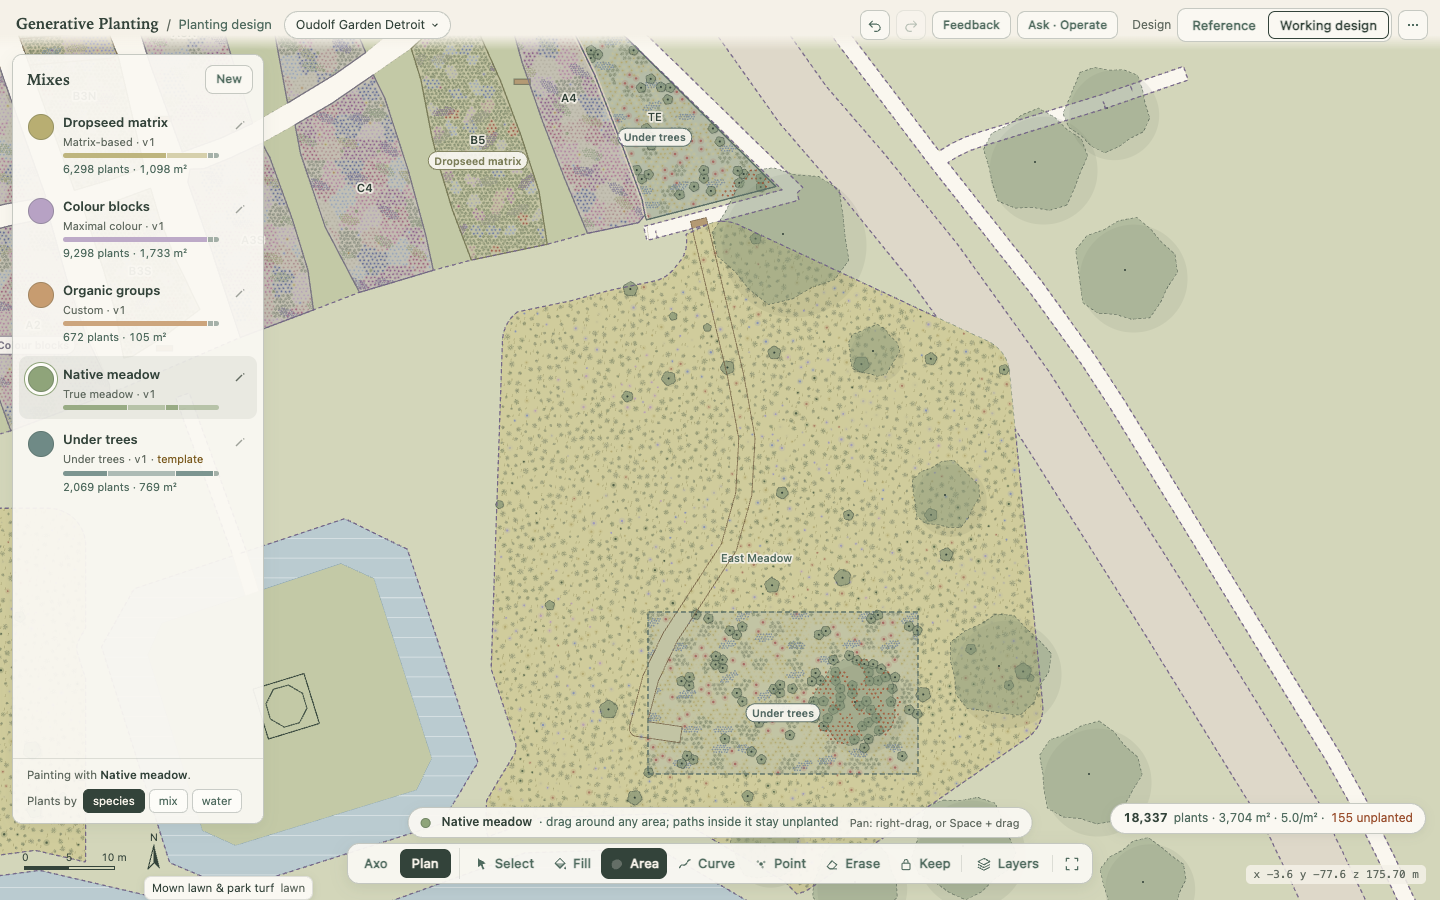 Generative Planting / Planting design Oudolf Garden Detroit
Feedback Ask · Operate Design Reference Working design ...
Mixes New
Dropseed matrix
Matrix-based · v1
6,298 plants · 1,098 m²
Colour blocks
Maximal colour · v1
9,298 plants · 1,733 m²
Organic groups
Custom · v1
672 plants · 105 m²
Native meadow
True meadow · v1
Under trees
Under trees · v1 · template
2,069 plants · 769 m²
Painting with Native meadow.
Plants by species mix water
A4
TE
Under trees
B5
Dropseed matrix
C4
East Meadow
Under trees
Native meadow · drag around any area; paths inside it stay unplanted Pan: right-drag, or Space + drag
18,337 plants · 3,704 m² · 5.0/m² · 155 unplanted
N
0 5 10 m
Axo Plan Select Fill Area Curve Point Erase Keep Layers
Mown lawn & park turf lawn
x −3.6 y −77.6 z 175.70 m